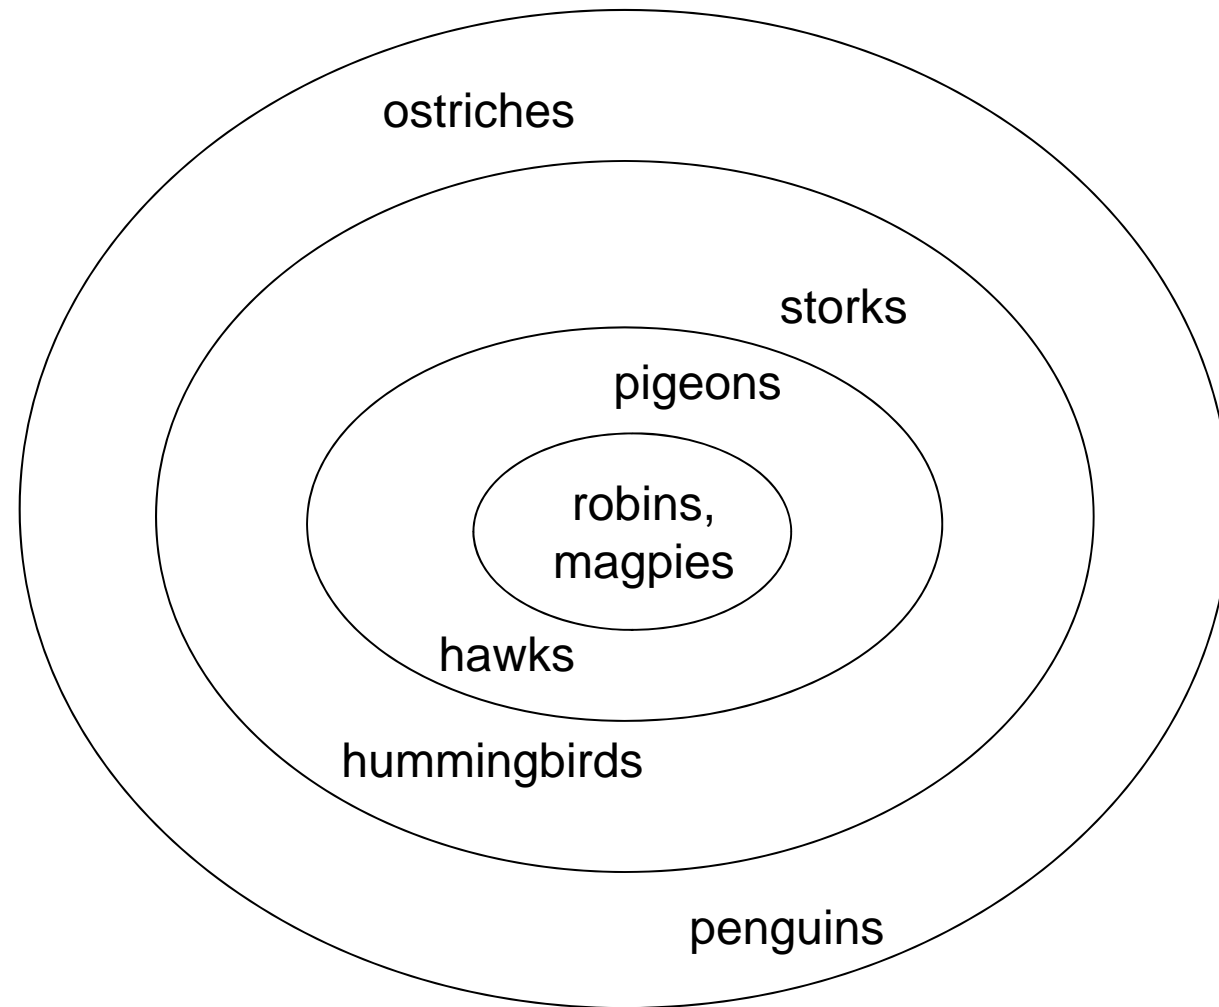 ostriches
storks
pigeons
robins,
magpies
hawks
hummingbirds
penguins